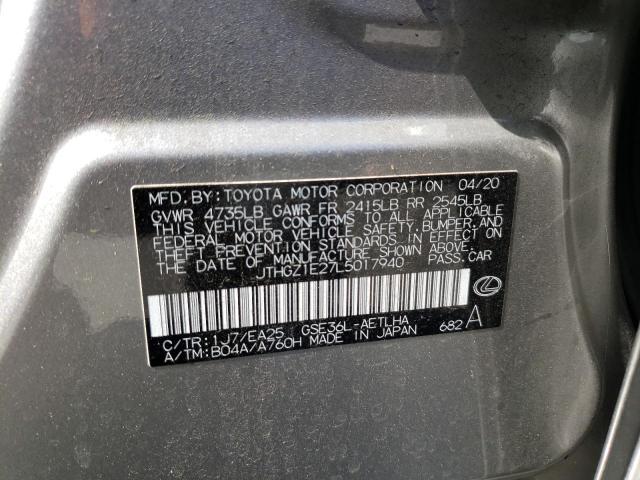 MFD. BY: TOYOTA MOTOR CORPORATION 04/20
GVWR 4735LB GAWR FR 2415LB RR 2545LB
THIS VEHICLE CONFORMS TO ALL APPLICABLE
FEDERAL MOTOR VEHICLE SAFETY, BUMPER, AND
THEFT PREVENTION STANDARDS IN EFFECT ON
THE DATE OF MANUFACTURE SHOWN ABOVE.
JTHGZ1E27L5017940 PASS. CAR
C/TR: 1J7/EA25 GSE36L-AETLHA
A/TM: B04A/A760H MADE IN JAPAN 682 A